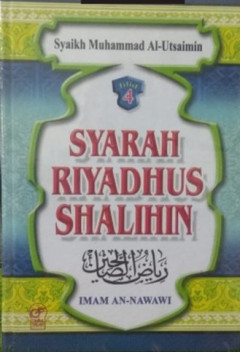 Syaikh Muhammad Al-Utsaimin
4
SYARAH
RIYADHUS
SHALIHIN
رياض الصالحين
IMAM AN-NAWAWI